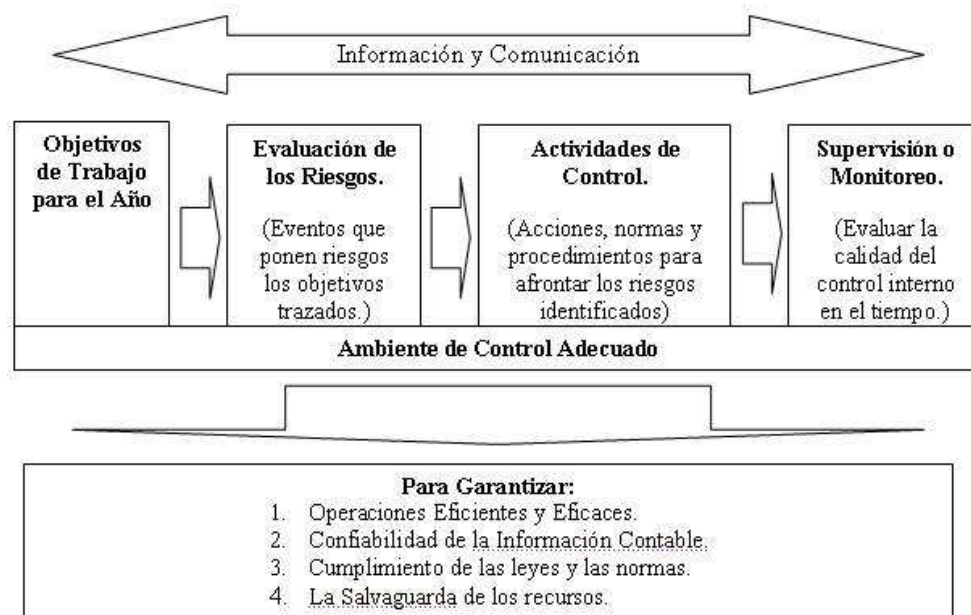 Información y Comunicación
Objetivos
de Trabajo
para el Año
Evaluación de
los Riesgos.
(Eventos que
ponen riesgos
los objetivos
trazados.)
Actividades de
Control.
(Acciones, normas y
procedimientos para
afrontar los riesgos
identificados)
Supervisión o
Monitoreo.
(Evaluar la
calidad del
control interno
en el tiempo.)
Ambiente de Control Adecuado
Para Garantizar:
1. Operaciones Eficientes y Eficaces.
2. Confiabilidad de la Información Contable.
3. Cumplimiento de las leyes y las normas.
4. La Salvaguarda de los recursos.